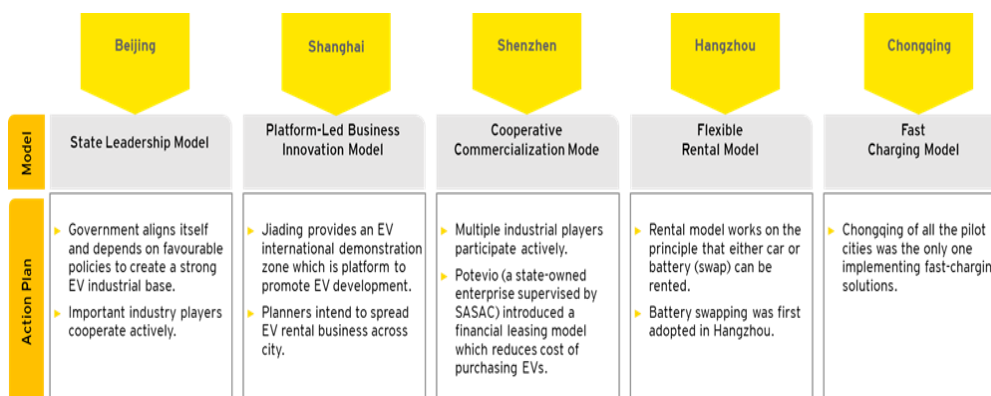 Beijing
Shanghai
Shenzhen
Hangzhou
Chongqing
Model
State Leadership Model
Platform-Led Business
Innovation Model
Cooperative
Commercialization Mode
Flexible
Rental Model
Fast
Charging Model
Action Plan
Government aligns itself
and depends on favourable
policies to create a strong
EV industrial base.
Important industry players
cooperate actively.
Jiading provides an EV
international demonstration
zone which is platform to
promote EV development.
Planners intend to spread
EV rental business across
city.
Multiple industrial players
participate actively.
Potevio (a state-owned
enterprise supervised by
SASAC) introduced a
financial leasing model
which reduces cost of
purchasing EVs.
Rental model works on the
principle that either car or
battery (swap) can be
rented.
Battery swapping was first
adopted in Hangzhou.
Chongqing of all the pilot
cities was the only one
implementing fast-chargin
solutions.